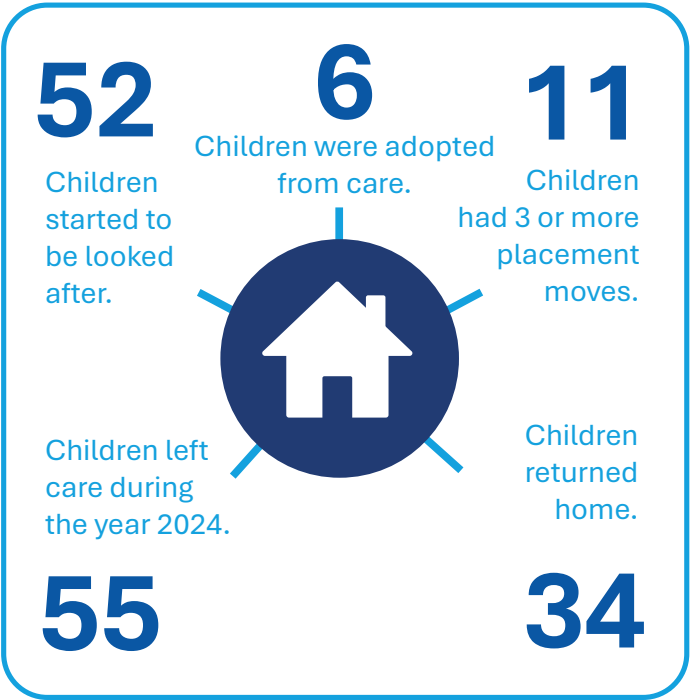 52
Children
started to
be looked
after.
6
Children were adopted
from care.
11
Children
had 3 or more
placement
moves.
Children left
care during
the year 2024.
55
Children
returned
home.
34